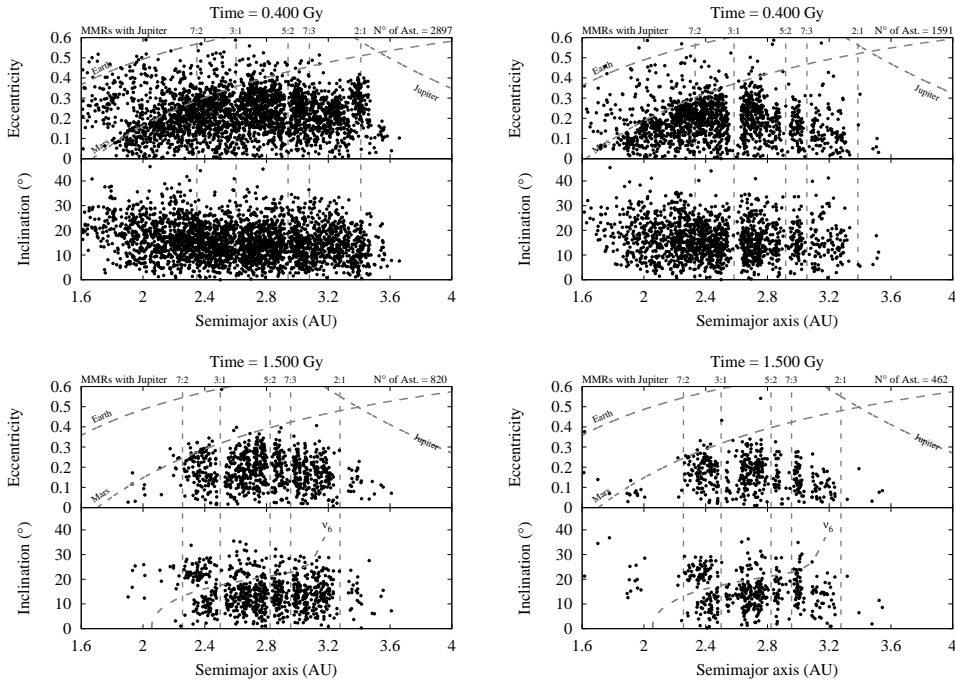 Time = 0.400 Gy
MMRs with Jupiter 7:2 3:1 5:2 7:3 2:1 N° of Ast. = 2897
Earth
Mars
Jupiter
Eccentricity
0.6
0.5
0.4
0.3
0.2
0.1
0
Inclination (°)
40
30
20
10
0
1.6 2 2.4 2.8 3.2 3.6 4
Semimajor axis (AU)
Time = 0.400 Gy
MMRs with Jupiter 7:2 3:1 5:2 7:3 2:1 N° of Ast. = 1591
Earth
Mars
Jupiter
Eccentricity
0.6
0.5
0.4
0.3
0.2
0.1
0
Inclination (°)
40
30
20
10
0
1.6 2 2.4 2.8 3.2 3.6 4
Semimajor axis (AU)
Time = 1.500 Gy
MMRs with Jupiter 7:2 3:1 5:2 7:3 2:1 N° of Ast. = 820
Earth
Mars
Jupiter
Eccentricity
0.6
0.5
0.4
0.3
0.2
0.1
0
Inclination (°)
40
30
20
10
0
ν6
1.6 2 2.4 2.8 3.2 3.6 4
Semimajor axis (AU)
Time = 1.500 Gy
MMRs with Jupiter 7:2 3:1 5:2 7:3 2:1 N° of Ast. = 462
Earth
Mars
Jupiter
Eccentricity
0.6
0.5
0.4
0.3
0.2
0.1
0
Inclination (°)
40
30
20
10
0
ν6
1.6 2 2.4 2.8 3.2 3.6 4
Semimajor axis (AU)